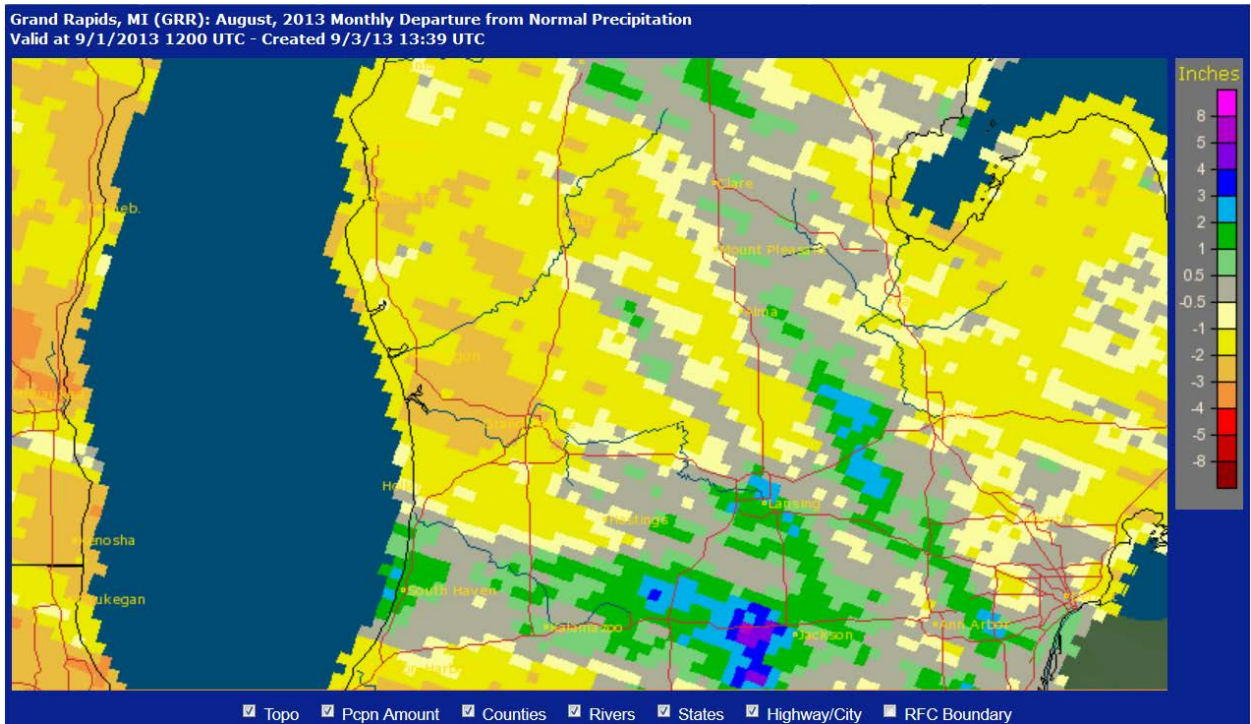 Grand Rapids, MI (GRR): August, 2013 Monthly Departure from Normal Precipitation
Valid at 9/1/2013 1200 UTC - Created 9/3/13 13:39 UTC
Inches
8
5
4
3
2
1
0.5
-0.5
-1
-2
-3
-4
-5
-8
Clare
Mount Pleasant
Alma
Lansing
Hastings
Kenosha
South Haven
Kalamazoo
Jackson
Ann Arbor
Topo Pcpn Amount Counties Rivers States Highway/City RFC Boundary